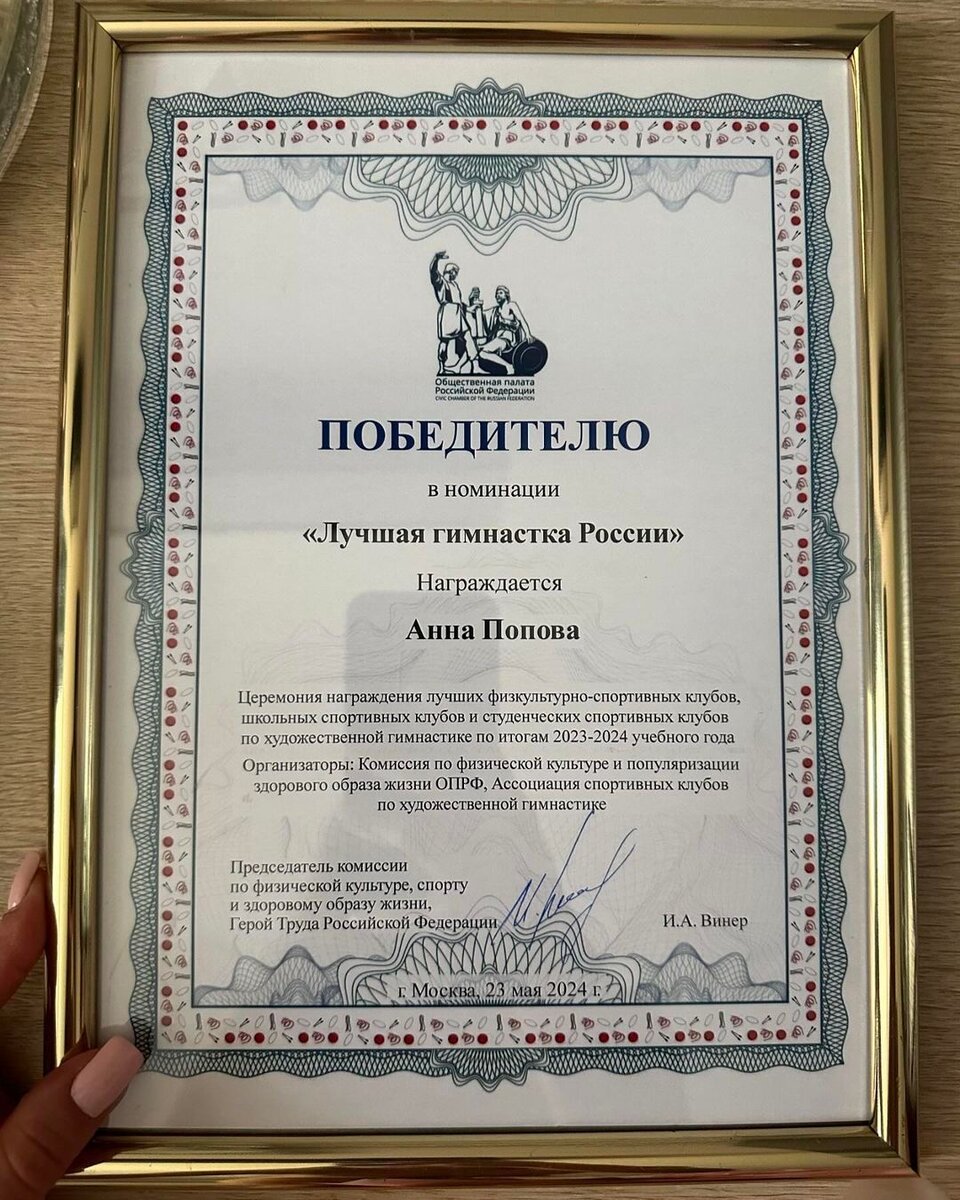 Общественная палата
Российской Федерации
CIVIC CHAMBER OF THE RUSSIAN FEDERATION
ПОБЕДИТЕЛЮ
в номинации
«Лучшая гимнастка России»
Награждается
Анна Попова
Церемония награждения лучших физкультурно-спортивных клубов,
школьных спортивных клубов и студенческих спортивных клубов
по художественной гимнастике по итогам 2023-2024 учебного года
Организаторы: Комиссия по физической культуре и популяризации
здорового образа жизни ОПРФ, Ассоциация спортивных клубов
по художественной гимнастике
Председатель комиссии
по физической культуре, спорту
и здоровому образу жизни,
Герой Труда Российской Федерации
И.А. Винер
г. Москва, 23 мая 2024 г.